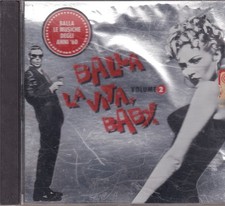 BALLA
LE MUSICHE
DEGLI
ANNI '60
BALLA
VOLUME 2
LA VITA,
BABY